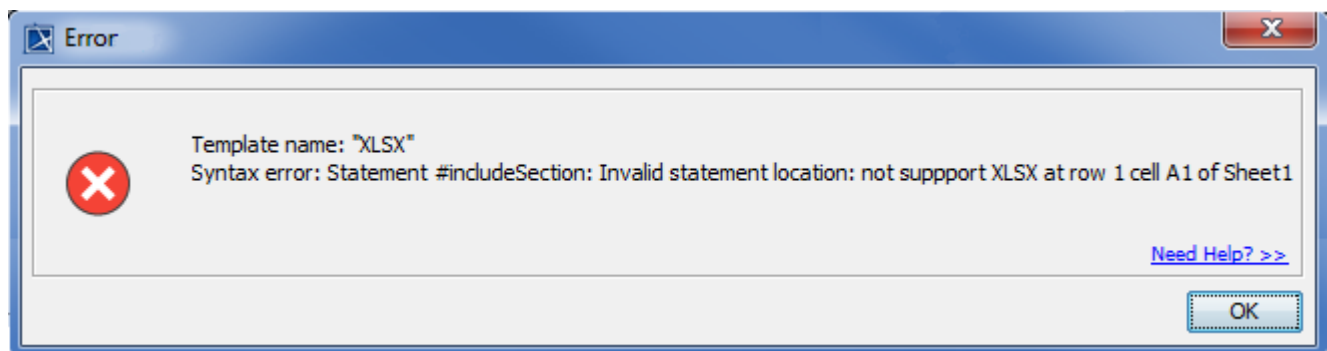 Error
Template name: "XLSX"
Syntax error: Statement #includeSection: Invalid statement location: not suppport XLSX at row 1 cell A1 of Sheet1
Need Help? >>
OK